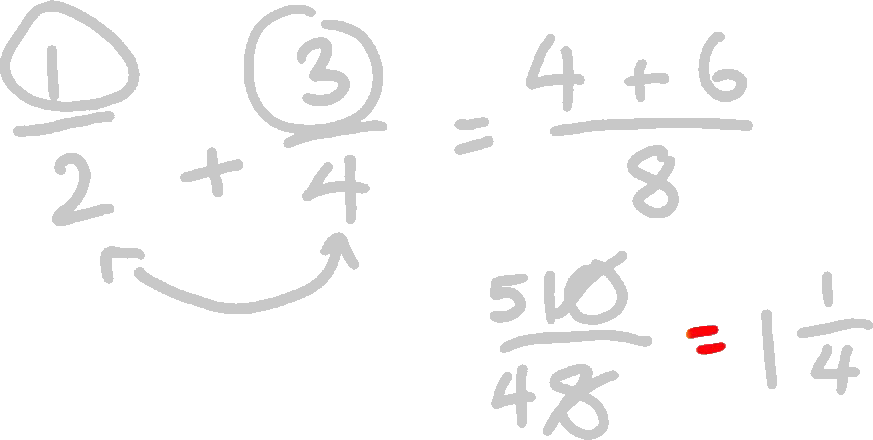 1/2 + 3/4 = (4 + 6)/8
5 10/4 8 = 1 1/4